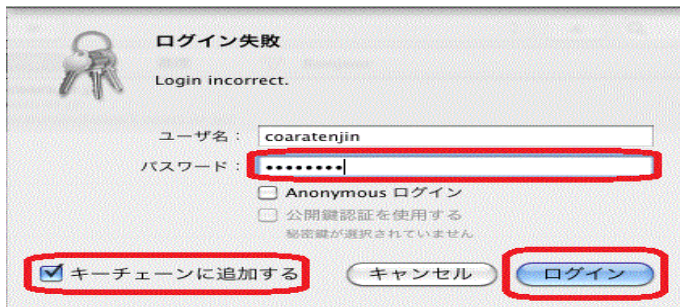 ログイン失敗
Login incorrect.
ユーザ名： coaratenjin
パスワード： ••••••••
Anonymous ログイン
公開鍵認証を使用する
秘密鍵が選択されていません
キーチェーンに追加する キャンセル ログイン